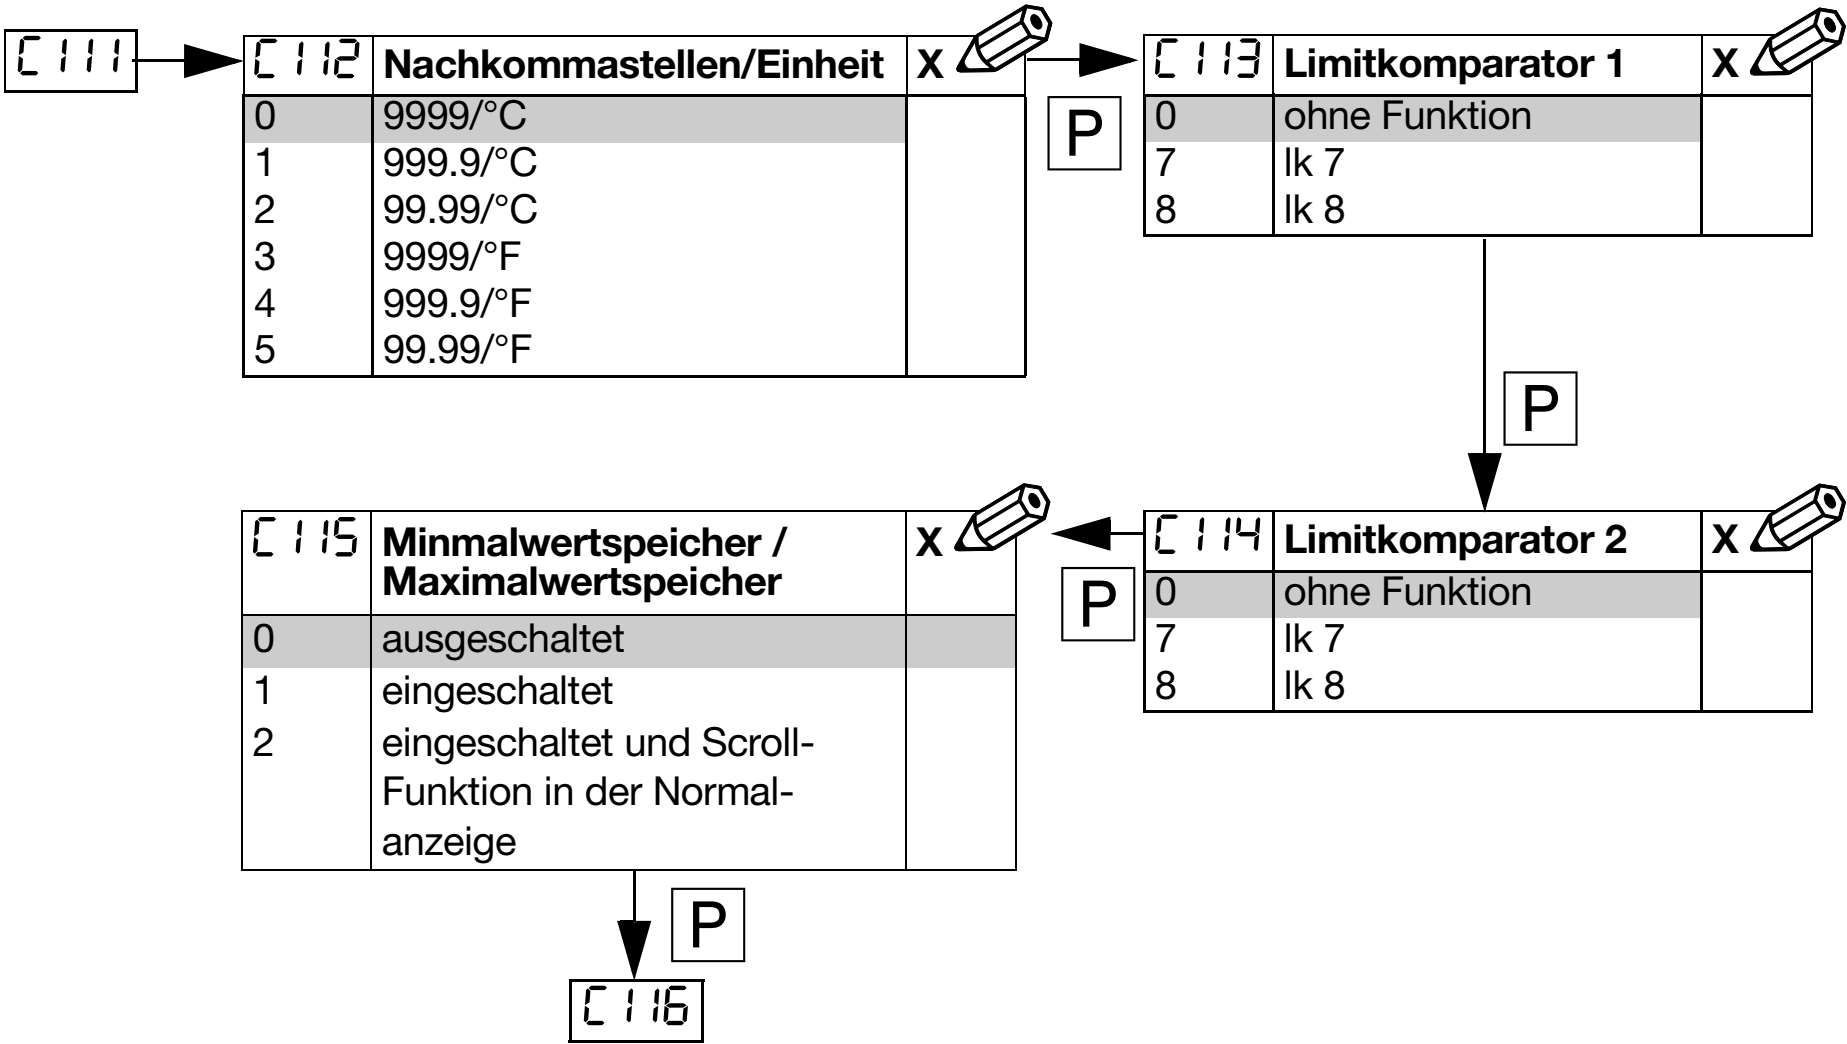 C111
C112 Nachkommastellen/Einheit X
0 9999/°C
1 999.9/°C
2 99.99/°C
3 9999/°F
4 999.9/°F
5 99.99/°F
P
C113 Limitkomparator 1 X
0 ohne Funktion
7 lk 7
8 lk 8
P
C114 Limitkomparator 2 X
0 ohne Funktion
7 lk 7
8 lk 8
P
C115 Minmalwertspeicher / X
Maximalwertspeicher
0 ausgeschaltet
1 eingeschaltet
2 eingeschaltet und Scroll-
Funktion in der Normal-
anzeige
P
C116